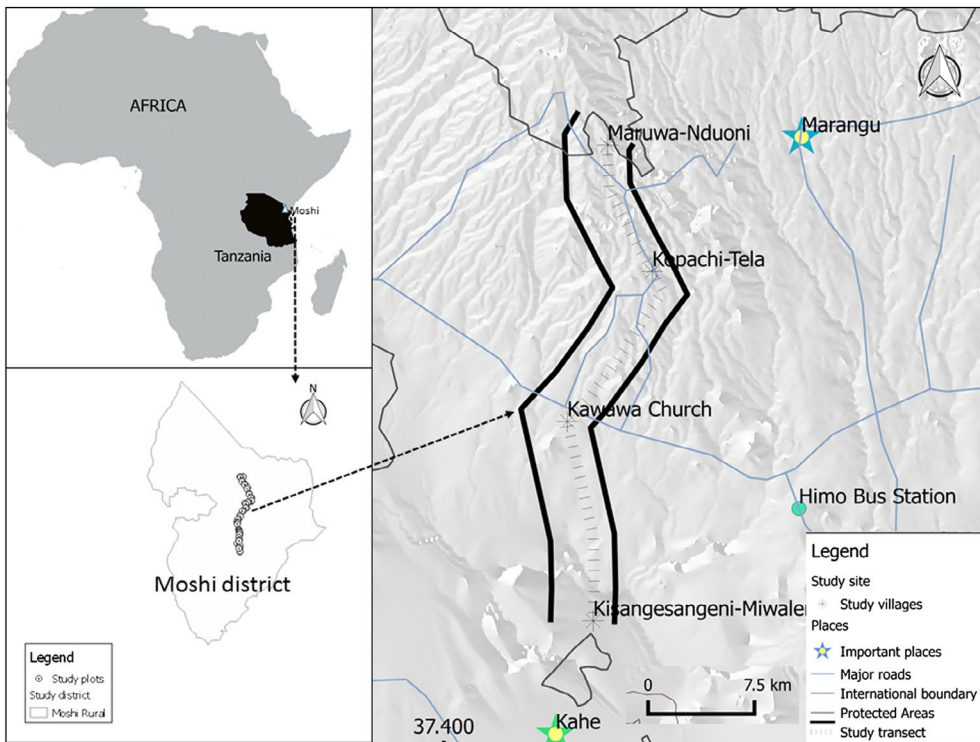 AFRICA
Moshi
Tanzania
N
Moshi district
Legend
Study plots
Study district
Moshi Rural
Maruwa-Nduoni
Marangu
Kopachi-Tela
Kawawa Church
Himo Bus Station
Kisangesangeni-Miwaler
Kahe
37.400
0 7.5 km
Legend
Study site
Study villages
Places
Important places
Major roads
International boundary
Protected Areas
Study transect